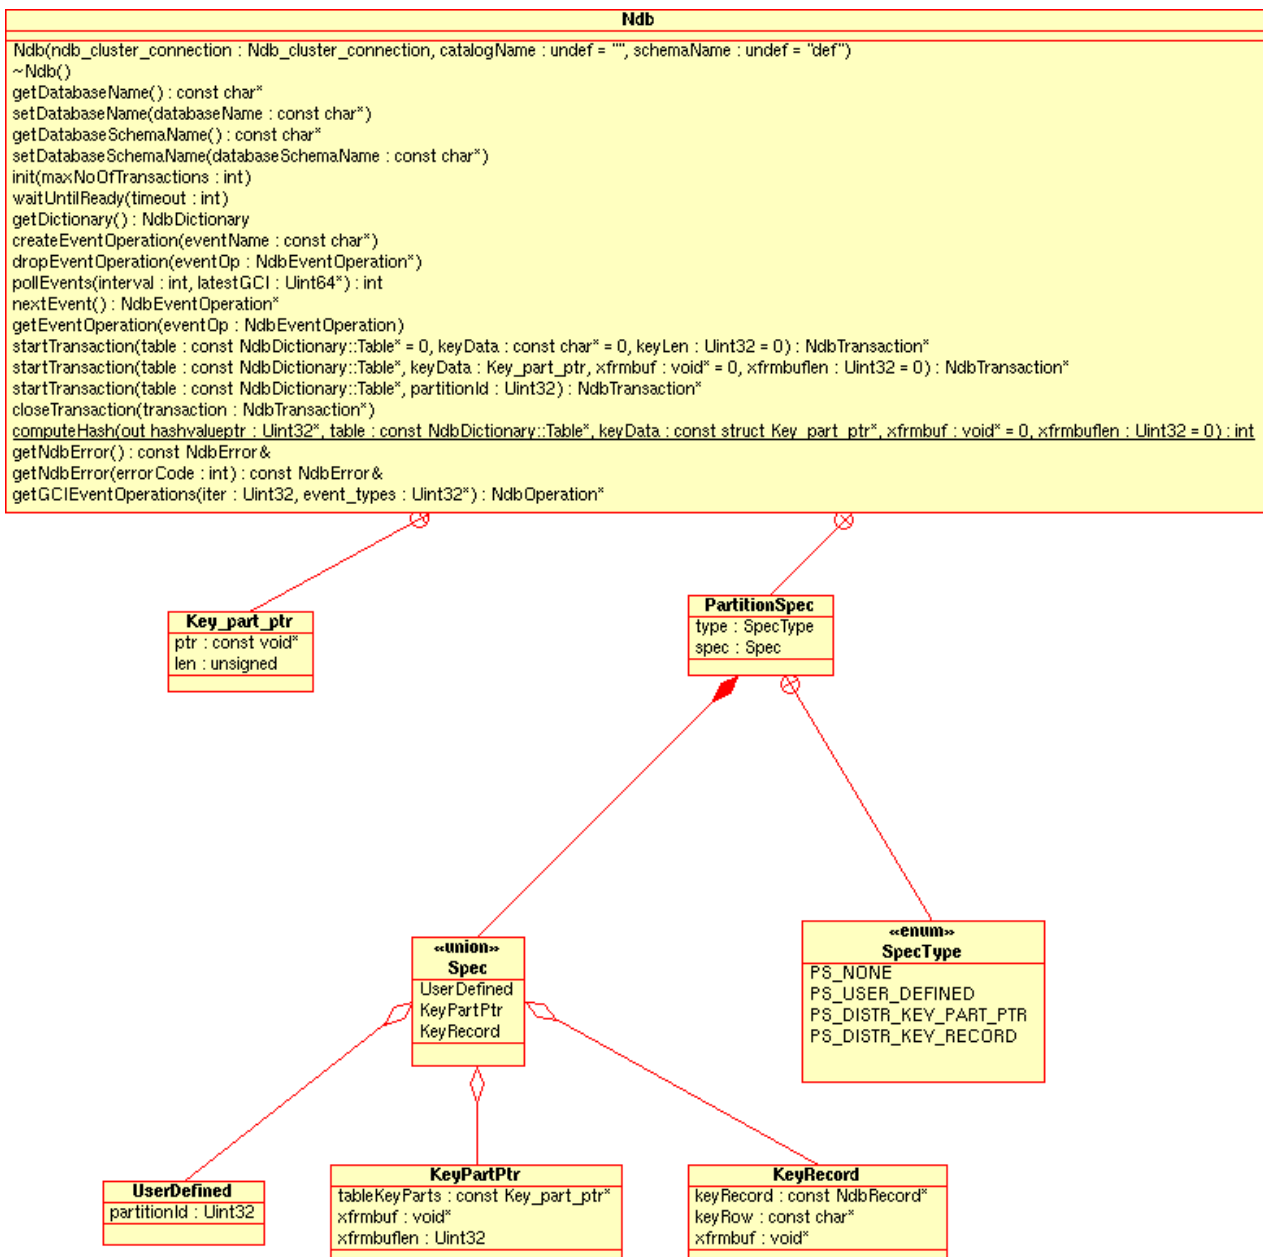 Ndb
Ndb(ndb_cluster_connection : Ndb_cluster_connection, catalogName : undef = "", schemaName : undef = "def")
~Ndb()
getDatabaseName() : const char*
setDatabaseName(databaseName : const char*)
getDatabaseSchemaName() : const char*
setDatabaseSchemaName(databaseSchemaName : const char*)
init(maxNoOfTransactions : int)
waitUntilReady(timeout : int)
getDictionary() : NdbDictionary
createEventOperation(eventName : const char*)
dropEventOperation(eventOp : NdbEventOperation*)
pollEvents(interval : int, latestGCI : Uint64*) : int
nextEvent() : NdbEventOperation*
getEventOperation(eventOp : NdbEventOperation)
startTransaction(table : const NdbDictionary::Table* = 0, keyData : const char* = 0, keyLen : Uint32 = 0) : NdbTransaction*
startTransaction(table : const NdbDictionary::Table*, keyData : Key_part_ptr, xfrmbuf : void* = 0, xfrmbuflen : Uint32 = 0) : NdbTransaction*
startTransaction(table : const NdbDictionary::Table*, partitionId : Uint32) : NdbTransaction*
closeTransaction(transaction : NdbTransaction*)
computeHash(out hashvalueptr : Uint32*, table : const NdbDictionary::Table*, keyData : const struct Key_part_ptr*, xfrmbuf : void* = 0, xfrmbuflen : Uint32 = 0) : int
getNdbError() : const NdbError&
getNdbError(errorCode : int) : const NdbError&
getGCIEventOperations(iter : Uint32, event_types : Uint32*) : NdbOperation*
Key_part_ptr
ptr : const void*
len : unsigned
PartitionSpec
type : SpecType
spec : Spec
«union»
Spec
UserDefined
KeyPartPtr
KeyRecord
«enum»
SpecType
PS_NONE
PS_USER_DEFINED
PS_DISTR_KEY_PART_PTR
PS_DISTR_KEY_RECORD
UserDefined
partitionId : Uint32
KeyPartPtr
tableKeyParts : const Key_part_ptr*
xfrmbuf : void*
xfrmbuflen : Uint32
KeyRecord
keyRecord : const NdbRecord*
keyRow : const char*
xfrmbuf : void*